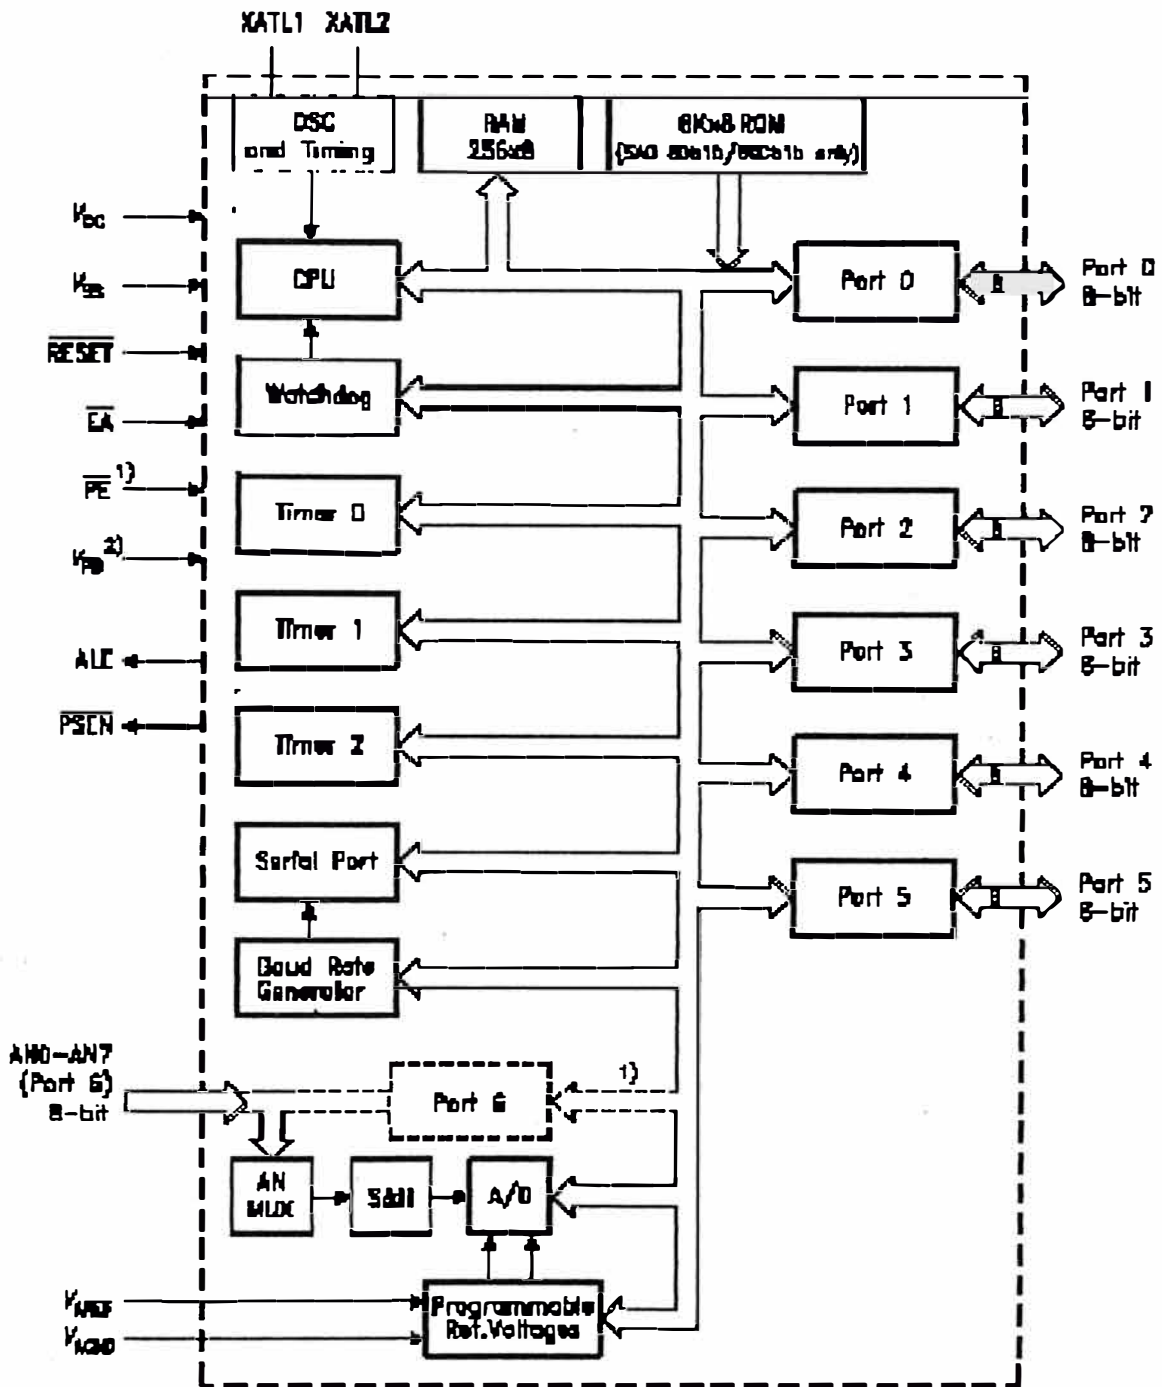 XATL1 XATL2
OSC
and Timing
RAM
256x8
8Kx8 ROM
only)
V
CPU
Port 0
8
Port 0
8-bit
V
RESET
Watchdog
Port 1
8
Port 1
8-bit
EA
PE 1)
Timer 0
Port 2
8
Port 2
8-bit
V 2)
Timer 1
Port 3
8
Port 3
8-bit
ALE
PSEN
Timer 2
Port 4
8
Port 4
8-bit
Serial Port
Port 5
8
Port 5
8-bit
Baud Rate
Generator
AN0-AN7
(Port 6)
8-bit
Port 6
1)
AN
MUX
S&H
A/D
V AREF
V AGND
Programmable
Ref.Voltages